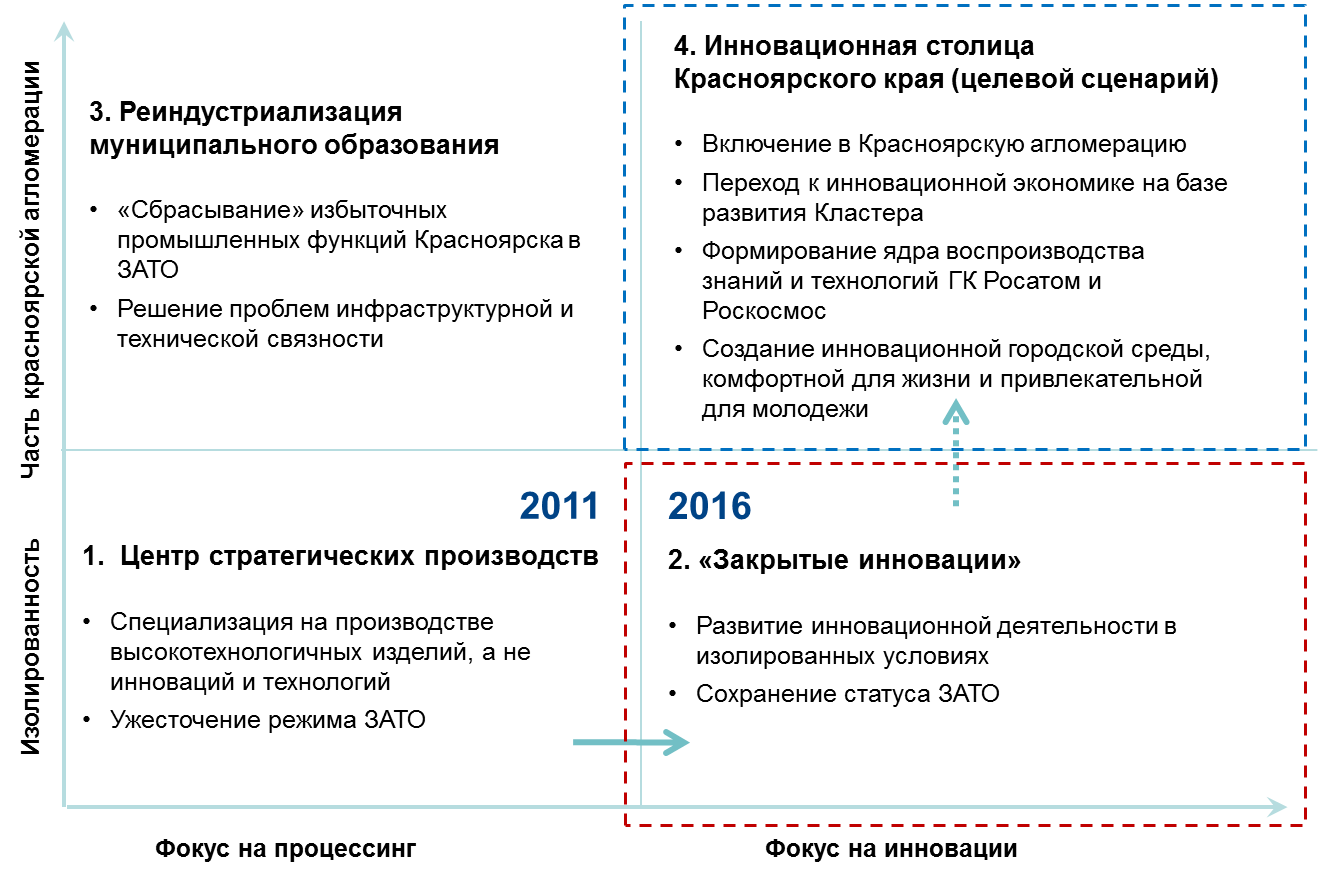 Часть красноярской агломерации
3. Реиндустриализация
муниципального образования
• «Сбрасывание» избыточных
промышленных функций Красноярска в
ЗАТО
• Решение проблем инфраструктурной и
технической связности
4. Инновационная столица
Красноярского края (целевой сценарий)
• Включение в Красноярскую агломерацию
• Переход к инновационной экономике на базе
развития Кластера
• Формирование ядра воспроизводства
знаний и технологий ГК Росатом и
Роскосмос
• Создание инновационной городской среды,
комфортной для жизни и привлекательной
для молодежи
Изолированность
2011
1. Центр стратегических производств
• Специализация на производстве
высокотехнологичных изделий, а не
инноваций и технологий
• Ужесточение режима ЗАТО
2016
2. «Закрытые инновации»
• Развитие инновационной деятельности в
изолированных условиях
• Сохранение статуса ЗАТО
Фокус на процессинг
Фокус на инновации